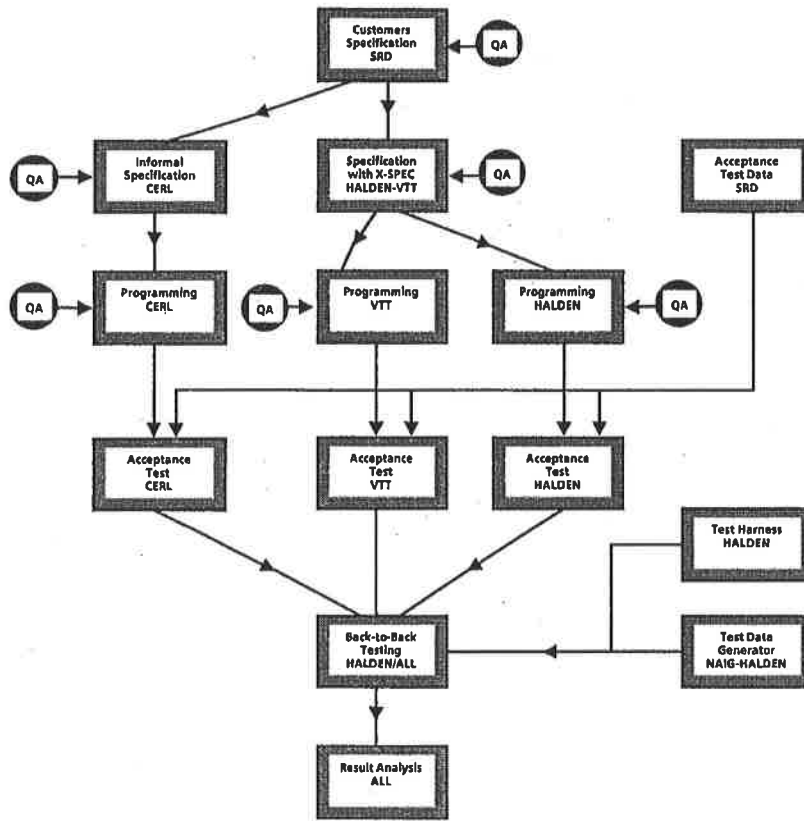 Customers
Specification
SRD
QA
QA
Informal
Specification
CERL
Specification
with X-SPEC
HALDEN-VTT
QA
Acceptance
Test Data
SRD
QA
Programming
CERL
QA
Programming
VTT
Programming
HALDEN
QA
Acceptance
Test
CERL
Acceptance
Test
VTT
Acceptance
Test
HALDEN
Test Harness
HALDEN
Back-to-Back
Testing
HALDEN/ALL
Test Data
Generator
NAIG-HALDEN
Result Analysis
ALL